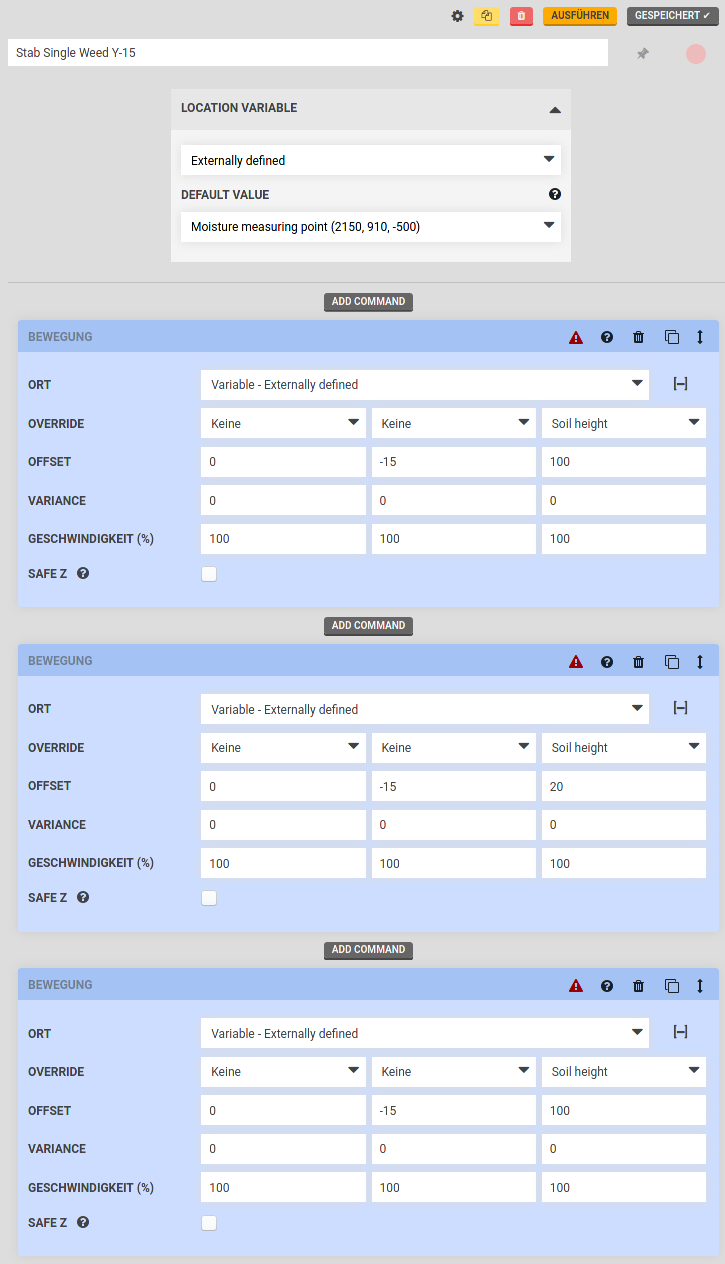 AUSFÜHREN GESPEICHERT ✔
Stab Single Weed Y-15
LOCATION VARIABLE
Externally defined
DEFAULT VALUE
Moisture measuring point (2150, 910, -500)
ADD COMMAND
BEWEGUNG
ORT Variable - Externally defined
OVERRIDE Keine Keine Soil height
OFFSET 0 -15 100
VARIANCE 0 0 0
GESCHWINDIGKEIT (%) 100 100 100
SAFE Z
ADD COMMAND
BEWEGUNG
ORT Variable - Externally defined
OVERRIDE Keine Keine Soil height
OFFSET 0 -15 20
VARIANCE 0 0 0
GESCHWINDIGKEIT (%) 100 100 100
SAFE Z
ADD COMMAND
BEWEGUNG
ORT Variable - Externally defined
OVERRIDE Keine Keine Soil height
OFFSET 0 -15 100
VARIANCE 0 0 0
GESCHWINDIGKEIT (%) 100 100 100
SAFE Z